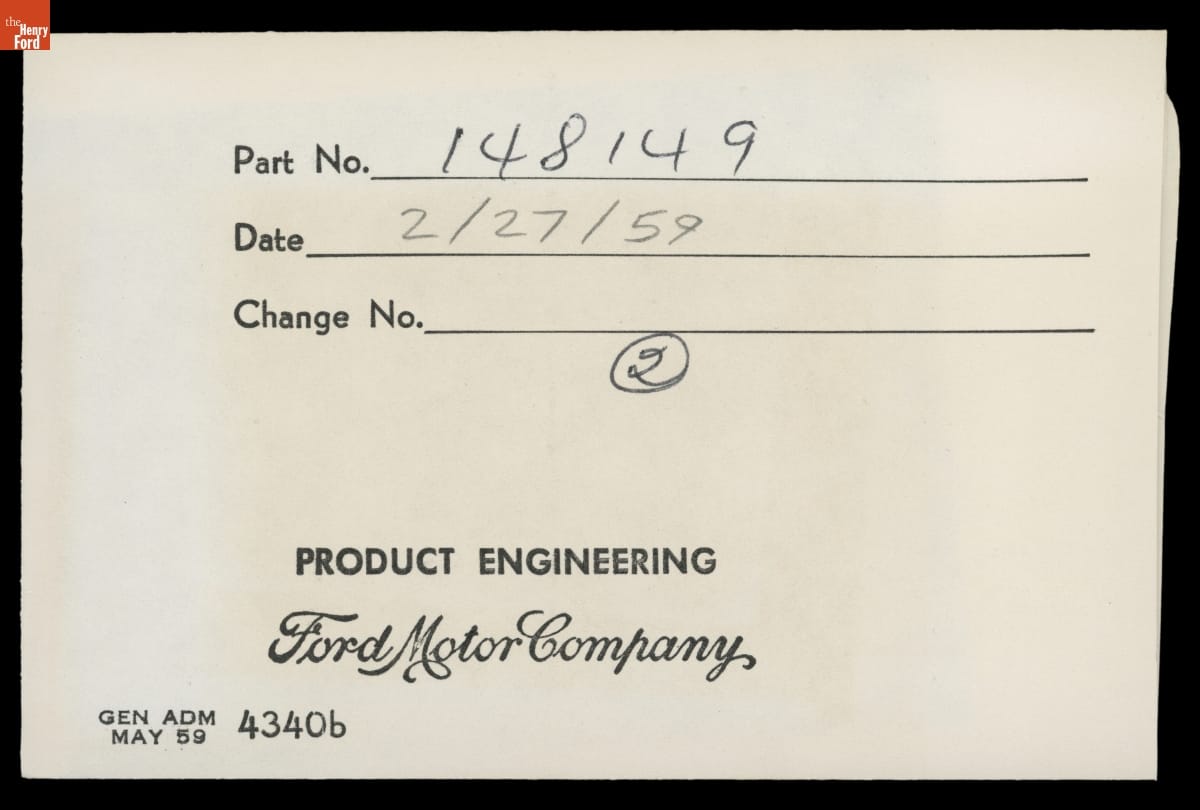 the
Henry
Ford
Part No. 148149
Date 2/27/59
Change No.
2
PRODUCT ENGINEERING
Ford Motor Company
GEN ADM 4340b
MAY 59